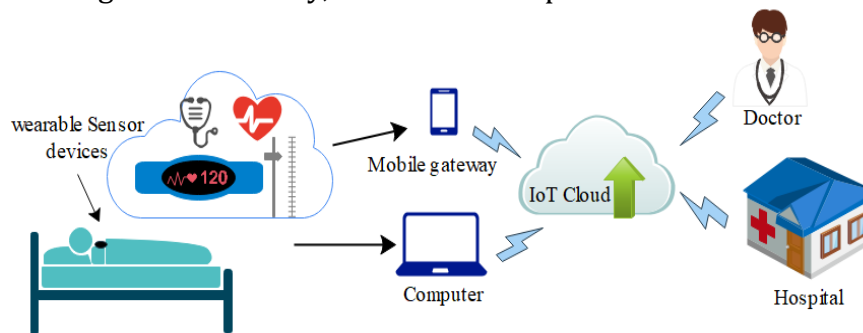 wearable Sensor
devices
120
Mobile gateway
IoT Cloud
Computer
Doctor
Hospital